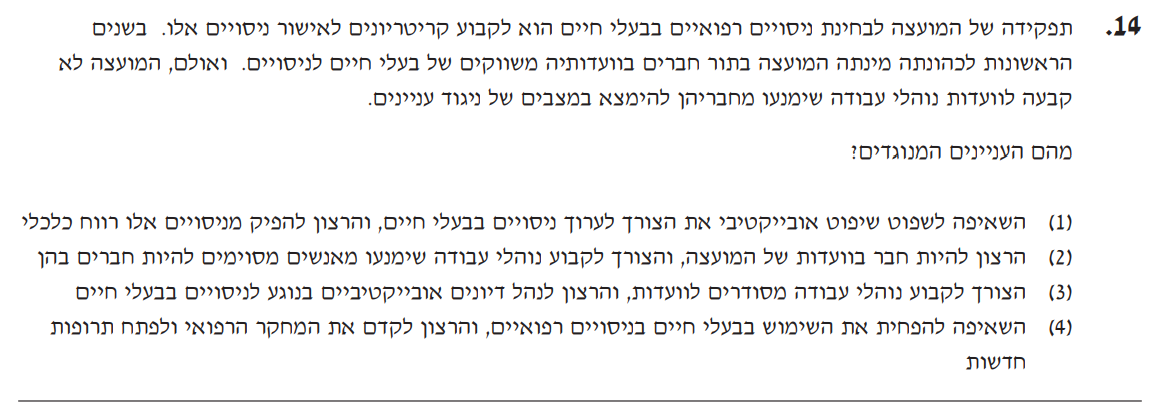 14. תפקידה של המועצה לבחינת ניסויים רפואיים בבעלי חיים הוא לקבוע קריטריונים לאישור ניסויים אלו. בשנים
הראשונות לכהונתה מינתה המועצה בתור חברים בוועדותיה משווקים של בעלי חיים לניסויים. ואולם, המועצה לא
קבעה לוועדות נוהלי עבודה שימנעו מחבריהן להימצא במצבים של ניגוד עניינים.
מהם העניינים המנוגדים?
(1) השאיפה לשפוט שיפוט אובייקטיבי את הצורך לערוך ניסויים בבעלי חיים, והרצון להפיק מניסויים אלו רווח כלכלי
(2) הרצון להיות חבר בוועדות של המועצה, והצורך לקבוע נוהלי עבודה שימנעו מאנשים מסוימים להיות חברים בהן
(3) הצורך לקבוע נוהלי עבודה מסודרים לוועדות, והרצון לנהל דיונים אובייקטיביים בנוגע לניסויים בבעלי חיים
(4) השאיפה להפחית את השימוש בבעלי חיים בניסויים רפואיים, והרצון לקדם את המחקר הרפואי ולפתח תרופות
חדשות